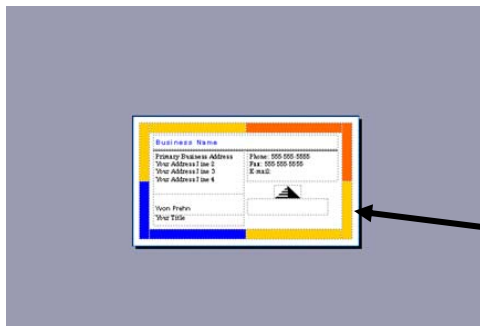 Business Name
Primary Business Address
Your Address Line 2
Your Address Line 3
Your Address Line 4
Phone: 555-555-5555
Fax: 555-555-5555
E-mail:
Yvon Prehn
Your Title